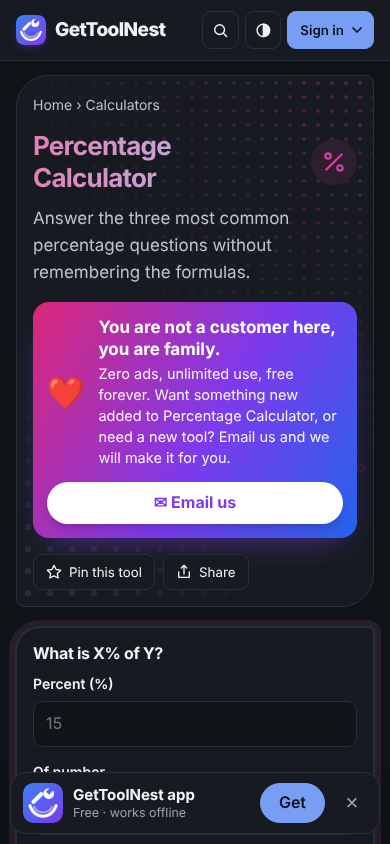 GetToolNest
Sign in
Home › Calculators
Percentage
Calculator
Answer the three most common
percentage questions without
remembering the formulas.
You are not a customer here,
you are family.
Zero ads, unlimited use, free
forever. Want something new
added to Percentage Calculator, or
need a new tool? Email us and we
will make it for you.
✉ Email us
Pin this tool
Share
What is X% of Y?
Percent (%)
15
Of number
GetToolNest app
Free · works offline
Get